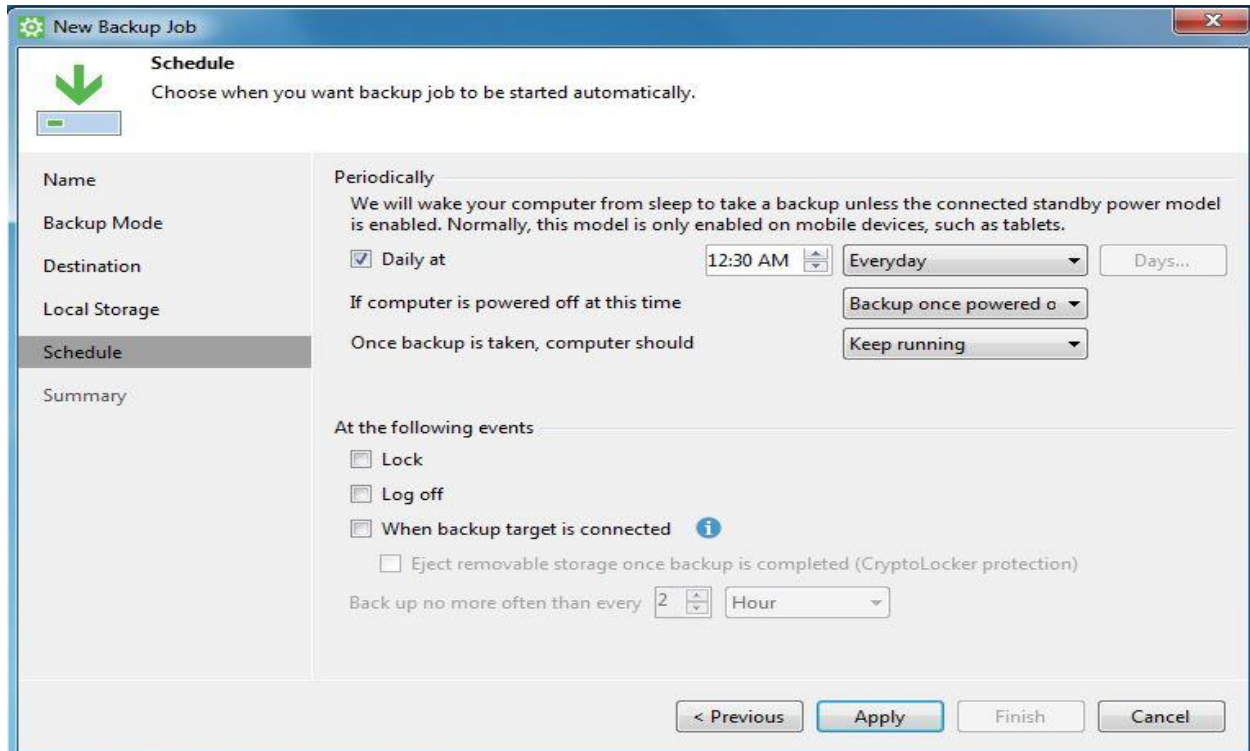 New Backup Job
Schedule
Choose when you want backup job to be started automatically.
Name
Backup Mode
Destination
Local Storage
Schedule
Summary
Periodically
We will wake your computer from sleep to take a backup unless the connected standby power model
is enabled. Normally, this model is only enabled on mobile devices, such as tablets.
Daily at 12:30 AM Everyday Days...
If computer is powered off at this time Backup once powered o
Once backup is taken, computer should Keep running
At the following events
Lock
Log off
When backup target is connected
Eject removable storage once backup is completed (CryptoLocker protection)
Back up no more often than every 2 Hour
< Previous Apply Finish Cancel